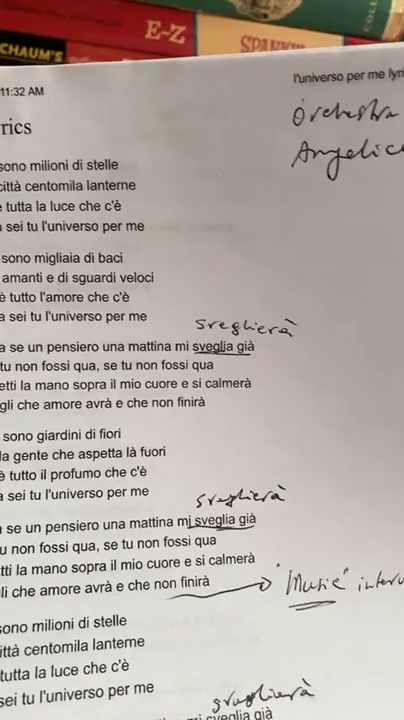 E-Z
SCHAUM'S
SPANISH
11:32 AM
l'universo per me lyri
rics
Orchestra
Angelica
sono milioni di stelle
città centomila lanterne
tutta la luce che c'è
sei tu l'universo per me
sono migliaia di baci
amanti e di sguardi veloci
è tutto l'amore che c'è
a sei tu l'universo per me
sveglierà
a se un pensiero una mattina mi sveglia già
tu non fossi qua, se tu non fossi qua
etti la mano sopra il mio cuore e si calmerà
gli che amore avrà e che non finirà
sono giardini di fiori
la gente che aspetta là fuori
è tutto il profumo che c'è
a sei tu l'universo per me
sveglierà
a se un pensiero una mattina mi sveglia già
u non fossi qua, se tu non fossi qua
tti la mano sopra il mio cuore e si calmerà
li che amore avrà e che non finirà
"Music" interv
sono milioni di stelle
ittà centomila lanterne
tutta la luce che c'è
sei tu l'universo per me
sveglierà
mi sveglia già